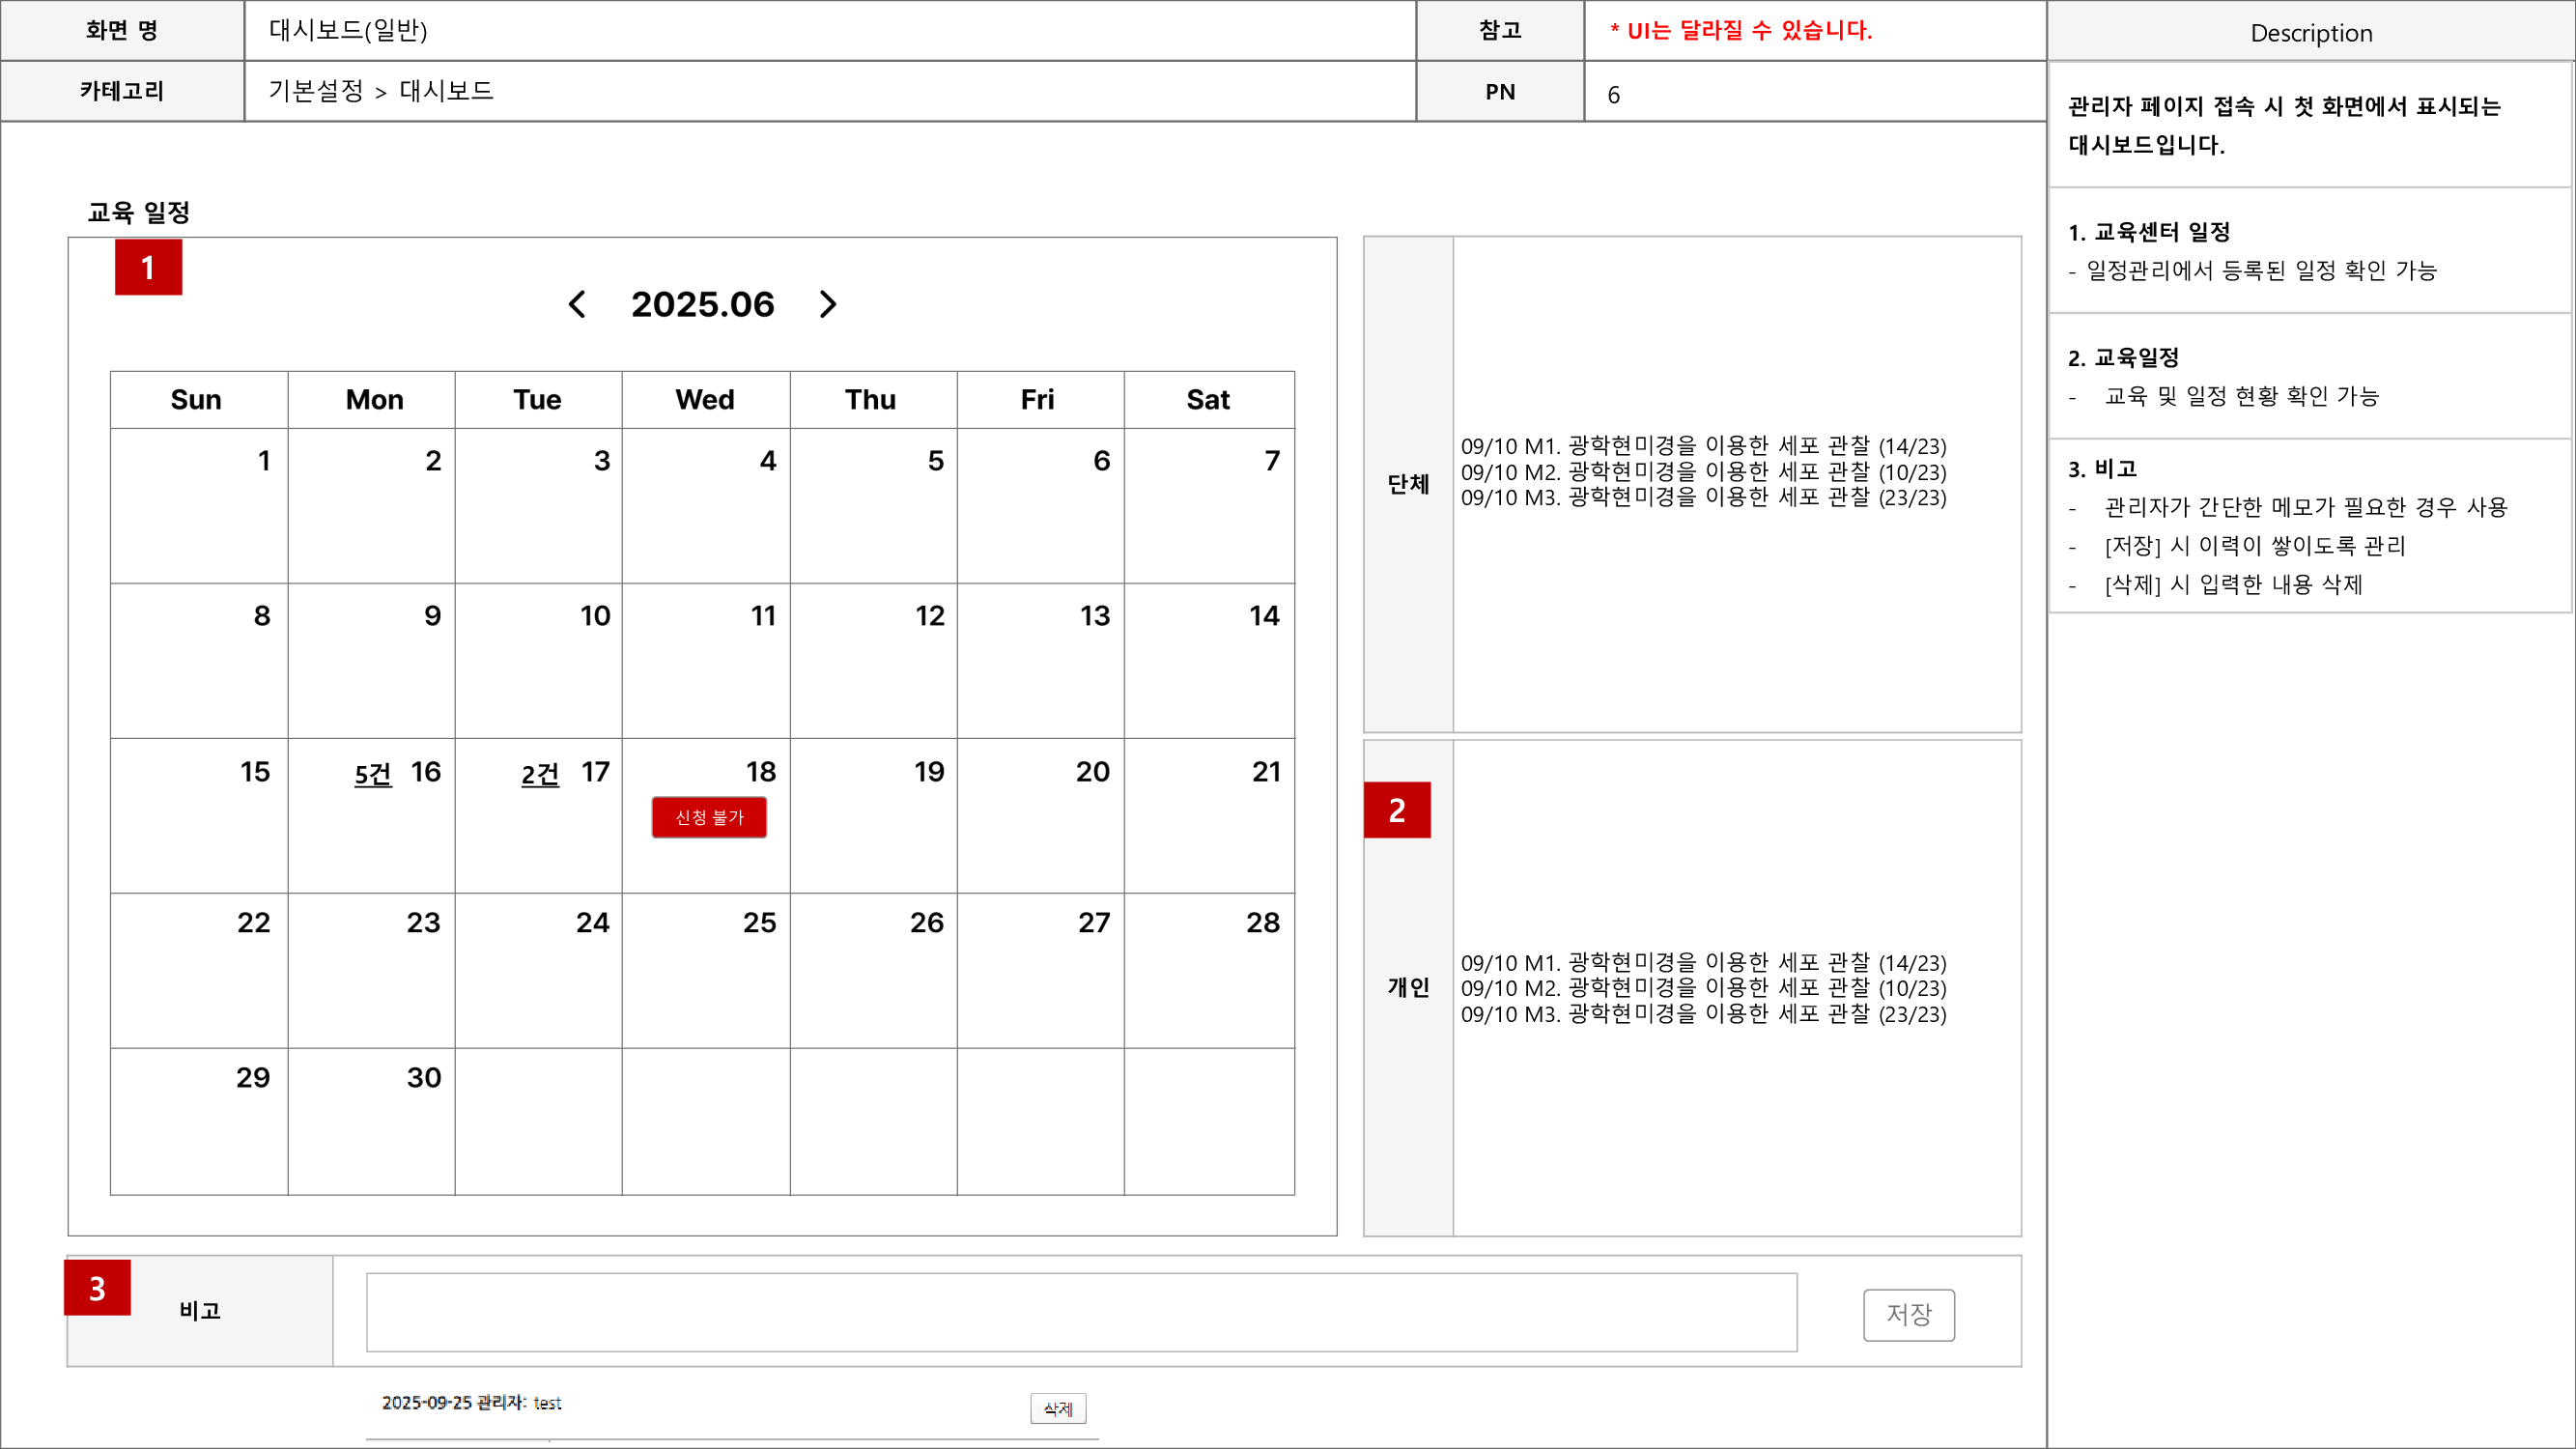 화면 명
대시보드(일반)
참고
* UI는 달라질 수 있습니다.
Description
카테고리
기본설정 > 대시보드
PN
6
관리자 페이지 접속 시 첫 화면에서 표시되는
대시보드입니다.
1. 교육센터 일정
- 일정관리에서 등록된 일정 확인 가능
2. 교육일정
- 교육 및 일정 현황 확인 가능
3. 비고
- 관리자가 간단한 메모가 필요한 경우 사용
- [저장] 시 이력이 쌓이도록 관리
- [삭제] 시 입력한 내용 삭제
교육 일정
1
< 2025.06 >
Sun Mon Tue Wed Thu Fri Sat
1 2 3 4 5 6 7
8 9 10 11 12 13 14
15 5건 16 2건 17 18 19 20 21
신청 불가
22 23 24 25 26 27 28
29 30
단체
09/10 M1. 광학현미경을 이용한 세포 관찰 (14/23)
09/10 M2. 광학현미경을 이용한 세포 관찰 (10/23)
09/10 M3. 광학현미경을 이용한 세포 관찰 (23/23)
2
개인
09/10 M1. 광학현미경을 이용한 세포 관찰 (14/23)
09/10 M2. 광학현미경을 이용한 세포 관찰 (10/23)
09/10 M3. 광학현미경을 이용한 세포 관찰 (23/23)
3
비고
저장
2025-09-25 관리자: test
삭제